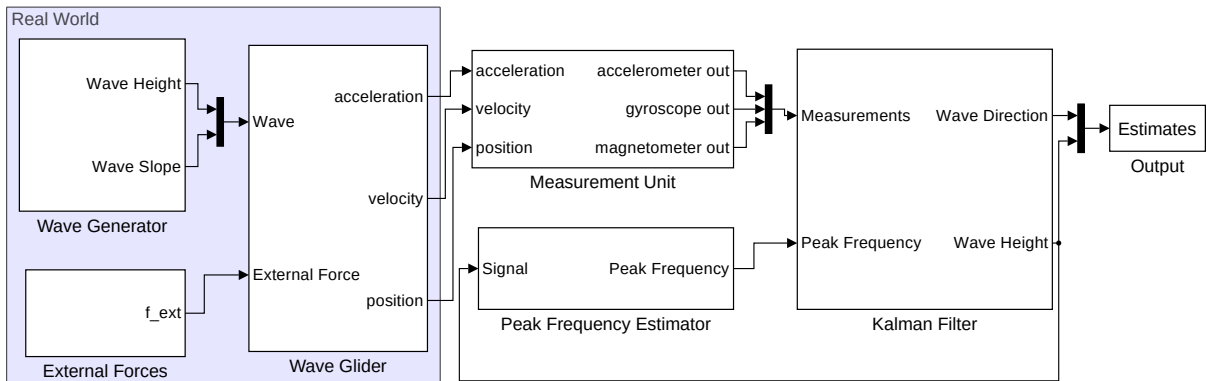 Real World
Wave Height
Wave Slope
Wave Generator
f_ext
External Forces
Wave
External Force
acceleration
velocity
position
Wave Glider
acceleration
velocity
position
accelerometer out
gyroscope out
magnetometer out
Measurement Unit
Signal
Peak Frequency
Peak Frequency Estimator
Measurements
Peak Frequency
Wave Direction
Wave Height
Kalman Filter
Estimates
Output